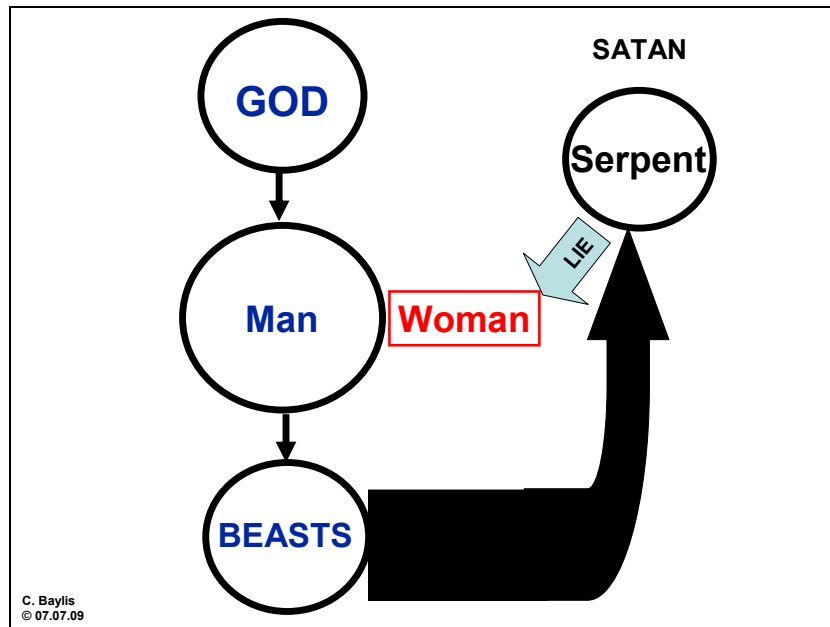 GOD
SATAN
Serpent
LIE
Man
Woman
BEASTS
C. Baylis
© 07.07.09